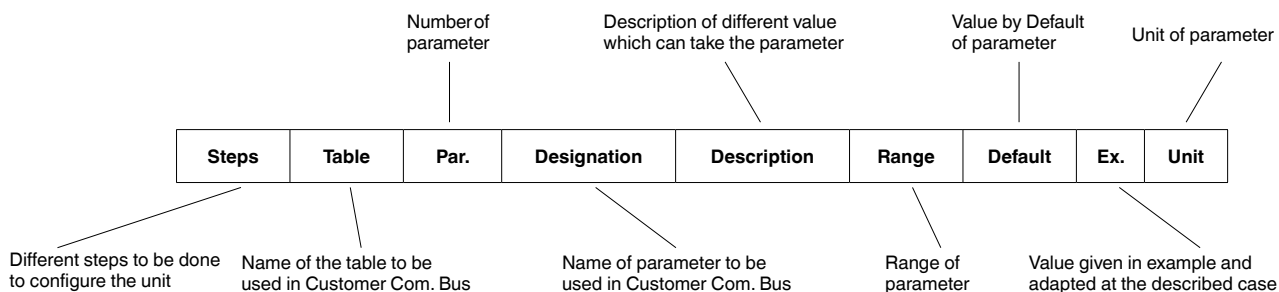 Number of
parameter
Description of different value
which can take the parameter
Value by Default
of parameter
Unit of parameter
Steps Table Par. Designation Description Range Default Ex. Unit
Different steps to be done
to configure the unit
Name of the table to be
used in Customer Com. Bus
Name of parameter to be
used in Customer Com. Bus
Range of
parameter
Value given in example and
adapted at the described case